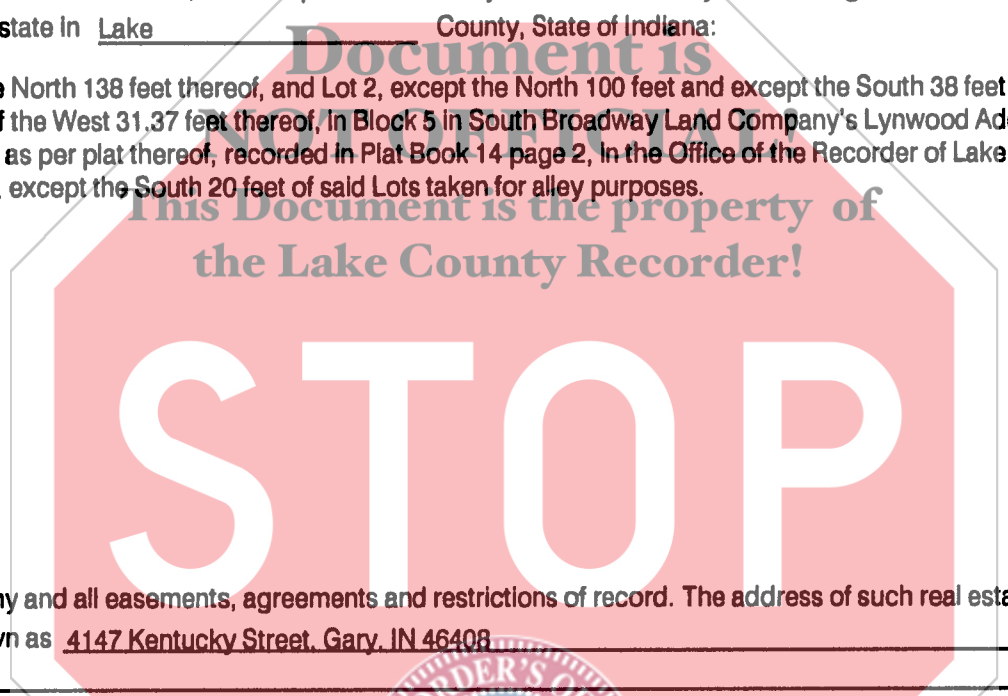 state in Lake County, State of Indiana:
Document is
North 138 feet thereof, and Lot 2, except the North 100 feet and except the South 38 feet
the West 31.37 feet thereof, in Block 5 in South Broadway Land Company's Lynwood Ad
NOT OFFICIAL!
as per plat thereof, recorded in Plat Book 14 page 2, in the Office of the Recorder of Lake
except the South 20 feet of said Lots taken for alley purposes.
This Document is the property of
the Lake County Recorder!
STOP
ny and all easements, agreements and restrictions of record. The address of such real esta
wn as 4147 Kentucky Street, Gary, IN 46408
RDER'S O